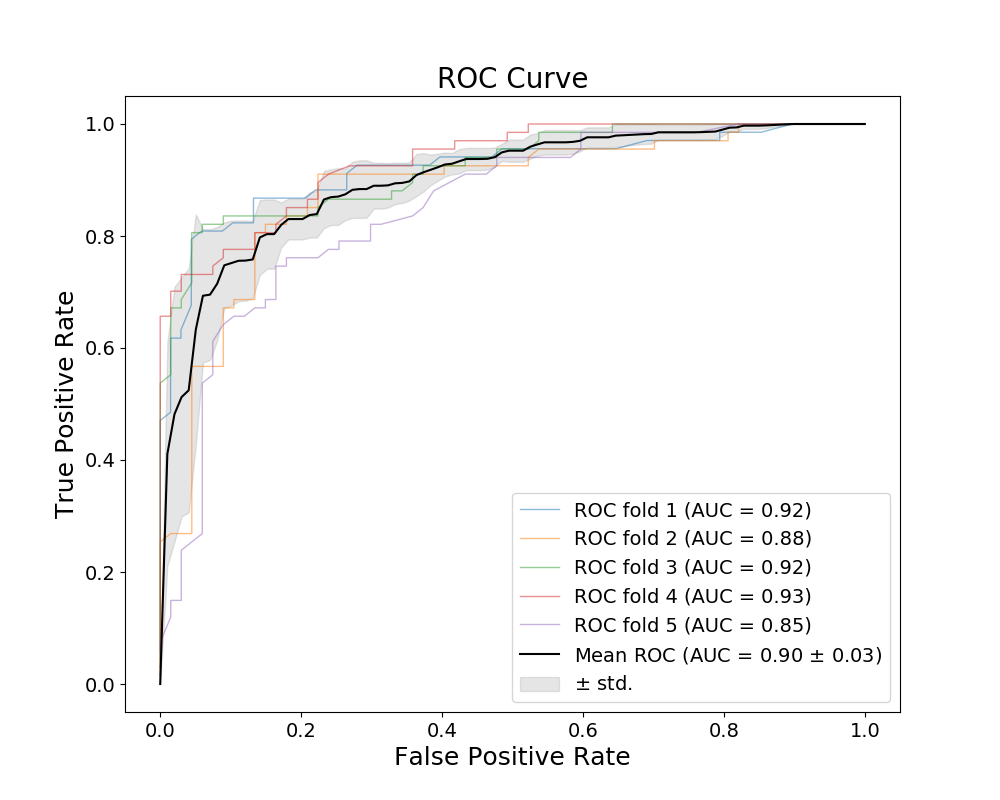 ROC Curve
1.0
0.8
0.6
0.4
0.2
0.0
True Positive Rate
ROC fold 1 (AUC = 0.92)
ROC fold 2 (AUC = 0.88)
ROC fold 3 (AUC = 0.92)
ROC fold 4 (AUC = 0.93)
ROC fold 5 (AUC = 0.85)
Mean ROC (AUC = 0.90 ± 0.03)
± std.
0.0 0.2 0.4 0.6 0.8 1.0
False Positive Rate